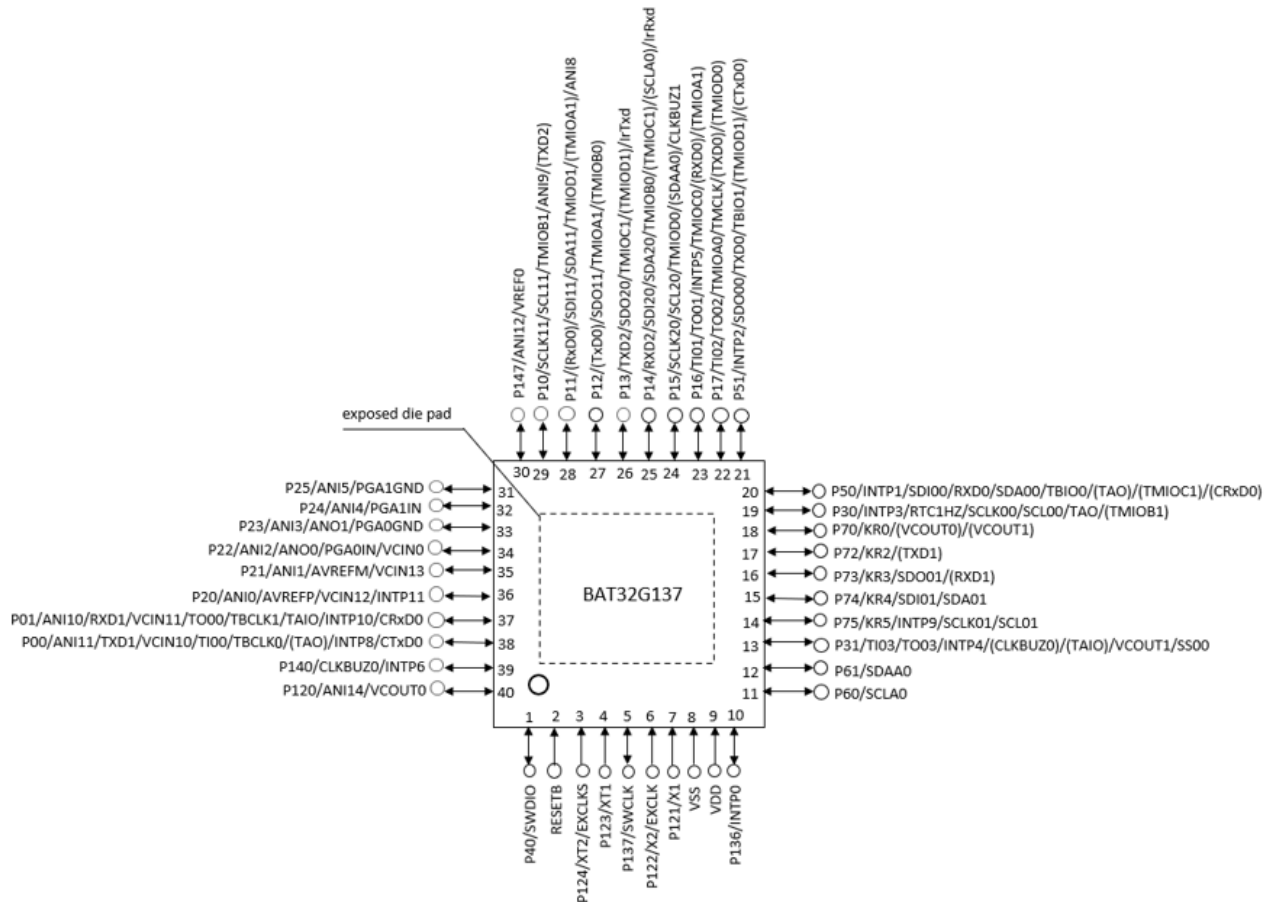 P147/ANI12/VREF0
P10/SCLK11/SCL11/TMIOB1/ANI9/(TXD2)
P11/(RxD0)/SDI11/SDA11/TMIOD1/(TMIOA1)/ANI8
P12/(TxD0)/SDO11/TMIOA1/(TMIOB0)
P13/TXD2/SDO20/TMIOC1/(TMIOD1)/IrTxd
P14/RXD2/SDI20/SDA20/TMIOB0/(TMIOC1)/(SCLA0)/IrRxd
P15/SCLK20/SCL20/TMIOD0/(SDAA0)/CLKBUZ1
P16/TI01/TO01/INTP5/TMIOC0/(RXD0)/(TMIOA1)
P17/TI02/TO02/TMIOA0/TMCLK/(TXD0)/(TMIOD0)
P51/INTP2/SDO00/TXD0/TBIO1/(TMIOD1)/(CTxD0)
exposed die pad
30 29 28 27 26 25 24 23 22 21
P25/ANI5/PGA1GND 31
P24/ANI4/PGA1IN 32
P23/ANI3/ANO1/PGA0GND 33
P22/ANI2/ANO0/PGA0IN/VCIN0 34
P21/ANI1/AVREFM/VCIN13 35
P20/ANI0/AVREFP/VCIN12/INTP11 36
P01/ANI10/RXD1/VCIN11/TO00/TBCLK1/TAIO/INTP10/CRxD0 37
P00/ANI11/TXD1/VCIN10/TI00/TBCLK0/(TAO)/INTP8/CTxD0 38
P140/CLKBUZ0/INTP6 39
P120/ANI14/VCOUT0 40
BAT32G137
20 P50/INTP1/SDI00/RXD0/SDA00/TBIO0/(TAO)/(TMIOC1)/(CRxD0)
19 P30/INTP3/RTC1HZ/SCLK00/SCL00/TAO/(TMIOB1)
18 P70/KR0/(VCOUT0)/(VCOUT1)
17 P72/KR2/(TXD1)
16 P73/KR3/SDO01/(RXD1)
15 P74/KR4/SDI01/SDA01
14 P75/KR5/INTP9/SCLK01/SCL01
13 P31/TI03/TO03/INTP4/(CLKBUZ0)/(TAIO)/VCOUT1/SS00
12 P61/SDAA0
11 P60/SCLA0
1 2 3 4 5 6 7 8 9 10
P40/SWDIO
RESETB
P124/XT2/EXCLKS
P123/XT1
P137/SWCLK
P122/X2/EXCLK
P121/X1
VSS
VDD
P136/INTP0